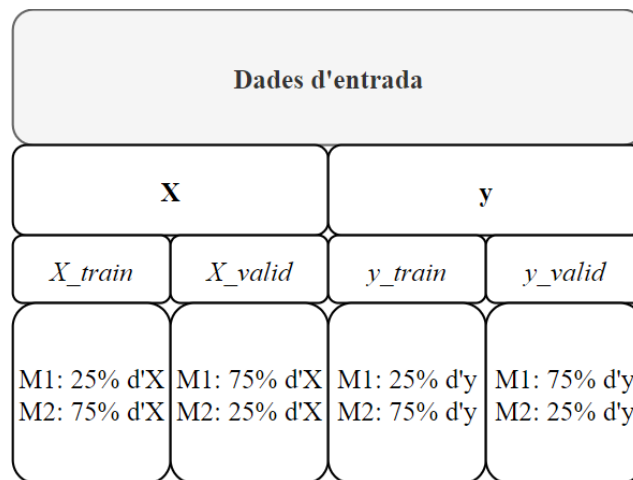 Dades d'entrada
X
y
X_train
X_valid
y_train
y_valid
M1: 25% d'X
M2: 75% d'X
M1: 75% d'X
M2: 25% d'X
M1: 25% d'y
M2: 75% d'y
M1: 75% d'y
M2: 25% d'y